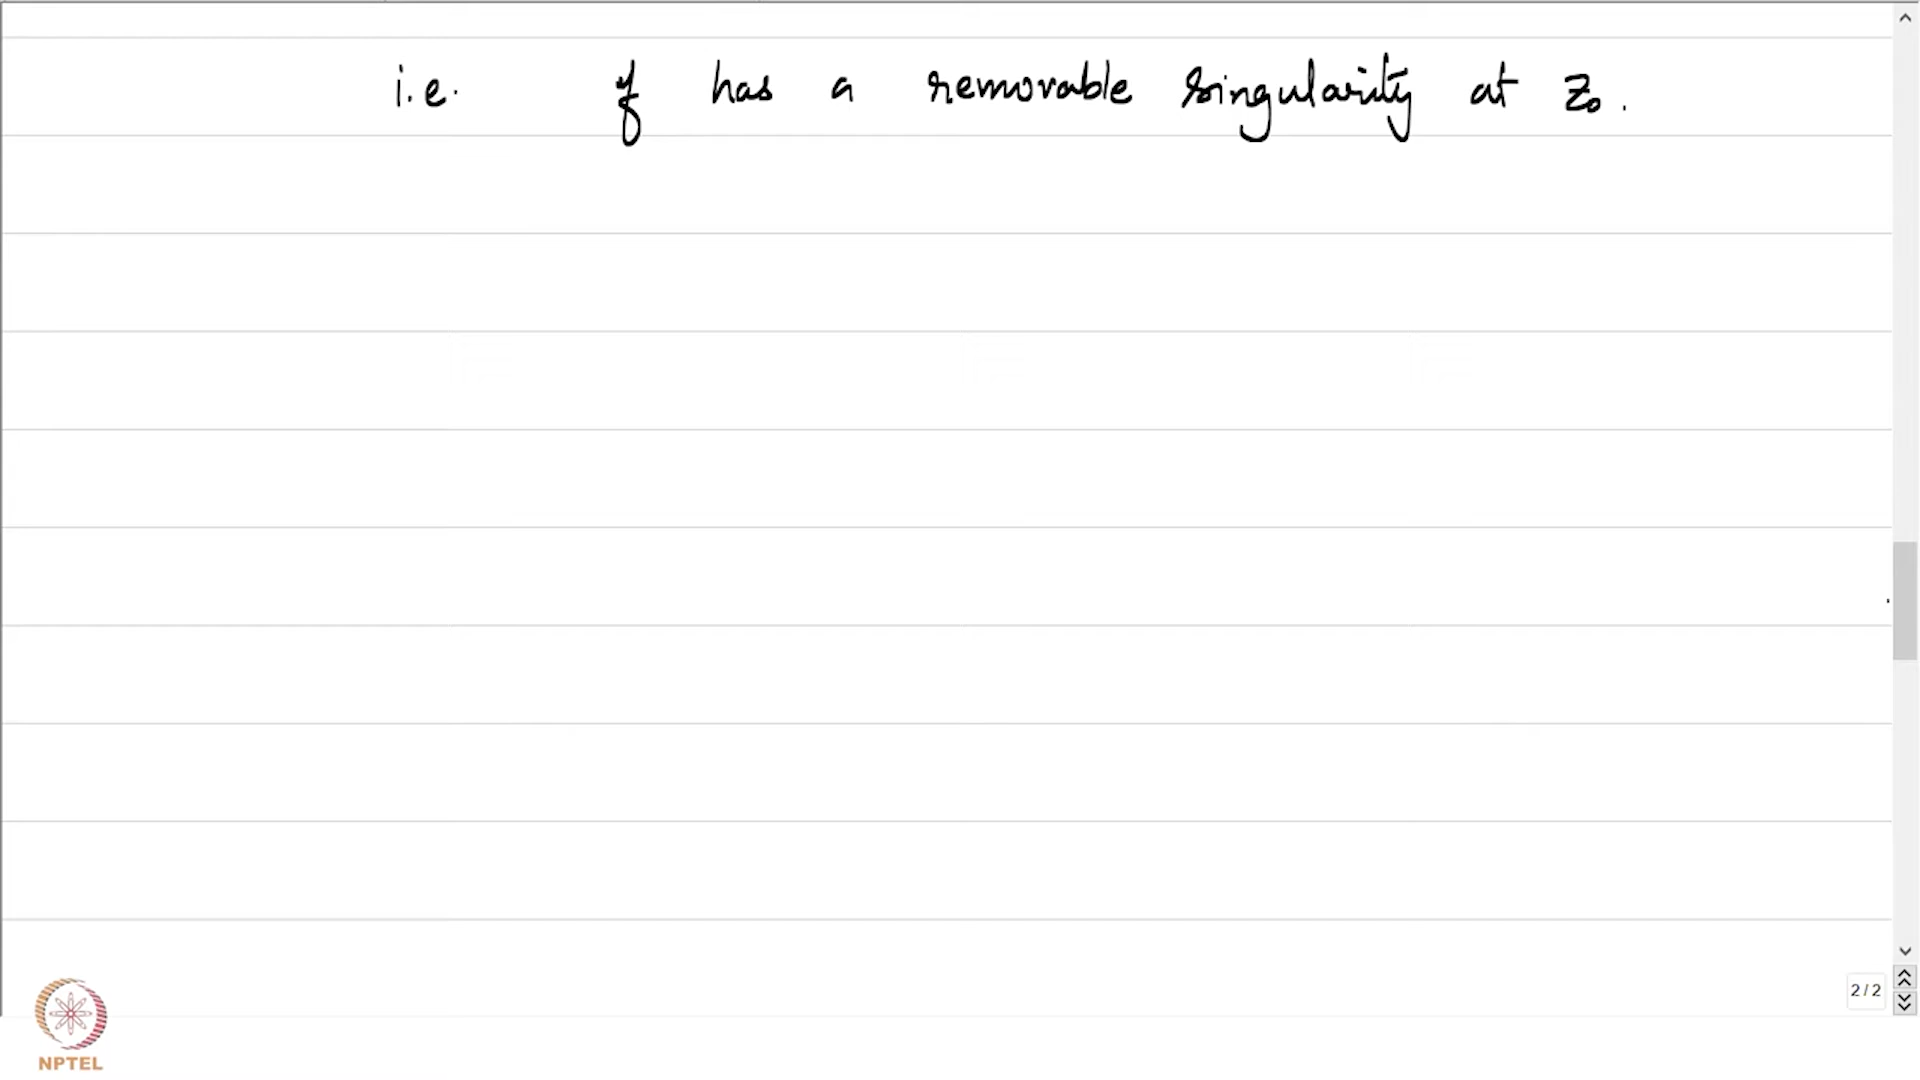 i.e. f has a removable singularity at z₀.
2 / 2
NPTEL